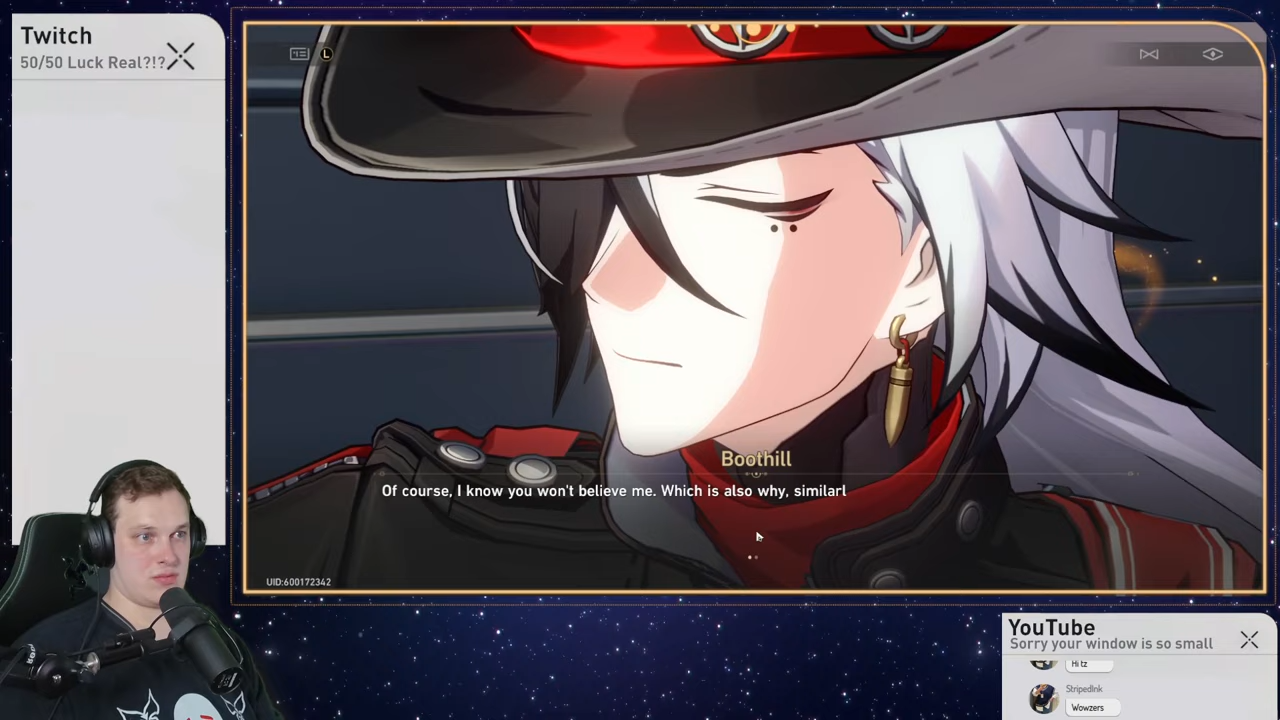 Twitch
50/50 Luck Real?!?
L
Boothill
Of course, I know you won't believe me. Which is also why, similarl
UID:600172342
YouTube
Sorry your window is so small
Hi tz
StripedInk
Wowzers